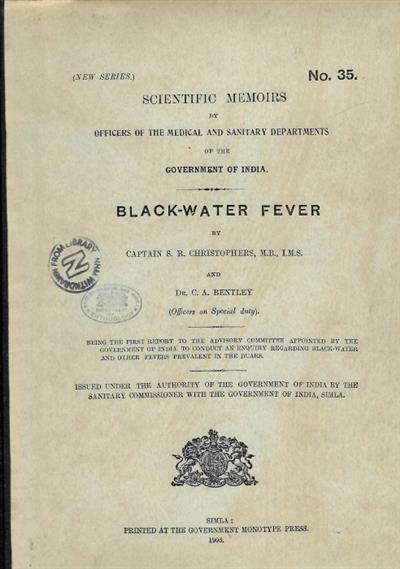 (NEW SERIES.)
No. 35.
SCIENTIFIC MEMOIRS
BY
OFFICERS OF THE MEDICAL AND SANITARY DEPARTMENTS
OF THE
GOVERNMENT OF INDIA.
BLACK-WATER FEVER
BY
CAPTAIN S. R. CHRISTOPHERS, M.B., I.M.S.
AND
DR. C. A. BENTLEY
(Officers on Special duty).
WITHDRAWN FROM LIBRARY
BEING THE FIRST REPORT TO THE ADVISORY COMMITTEE APPOINTED BY THE
GOVERNMENT OF INDIA TO CONDUCT AN ENQUIRY REGARDING BLACK-WATER
AND OTHER FEVERS PREVALENT IN THE DUARS.
ISSUED UNDER THE AUTHORITY OF THE GOVERNMENT OF INDIA BY THE
SANITARY COMMISSIONER WITH THE GOVERNMENT OF INDIA, SIMLA.
SIMLA:
PRINTED AT THE GOVERNMENT MONOTYPE PRESS.
1908.